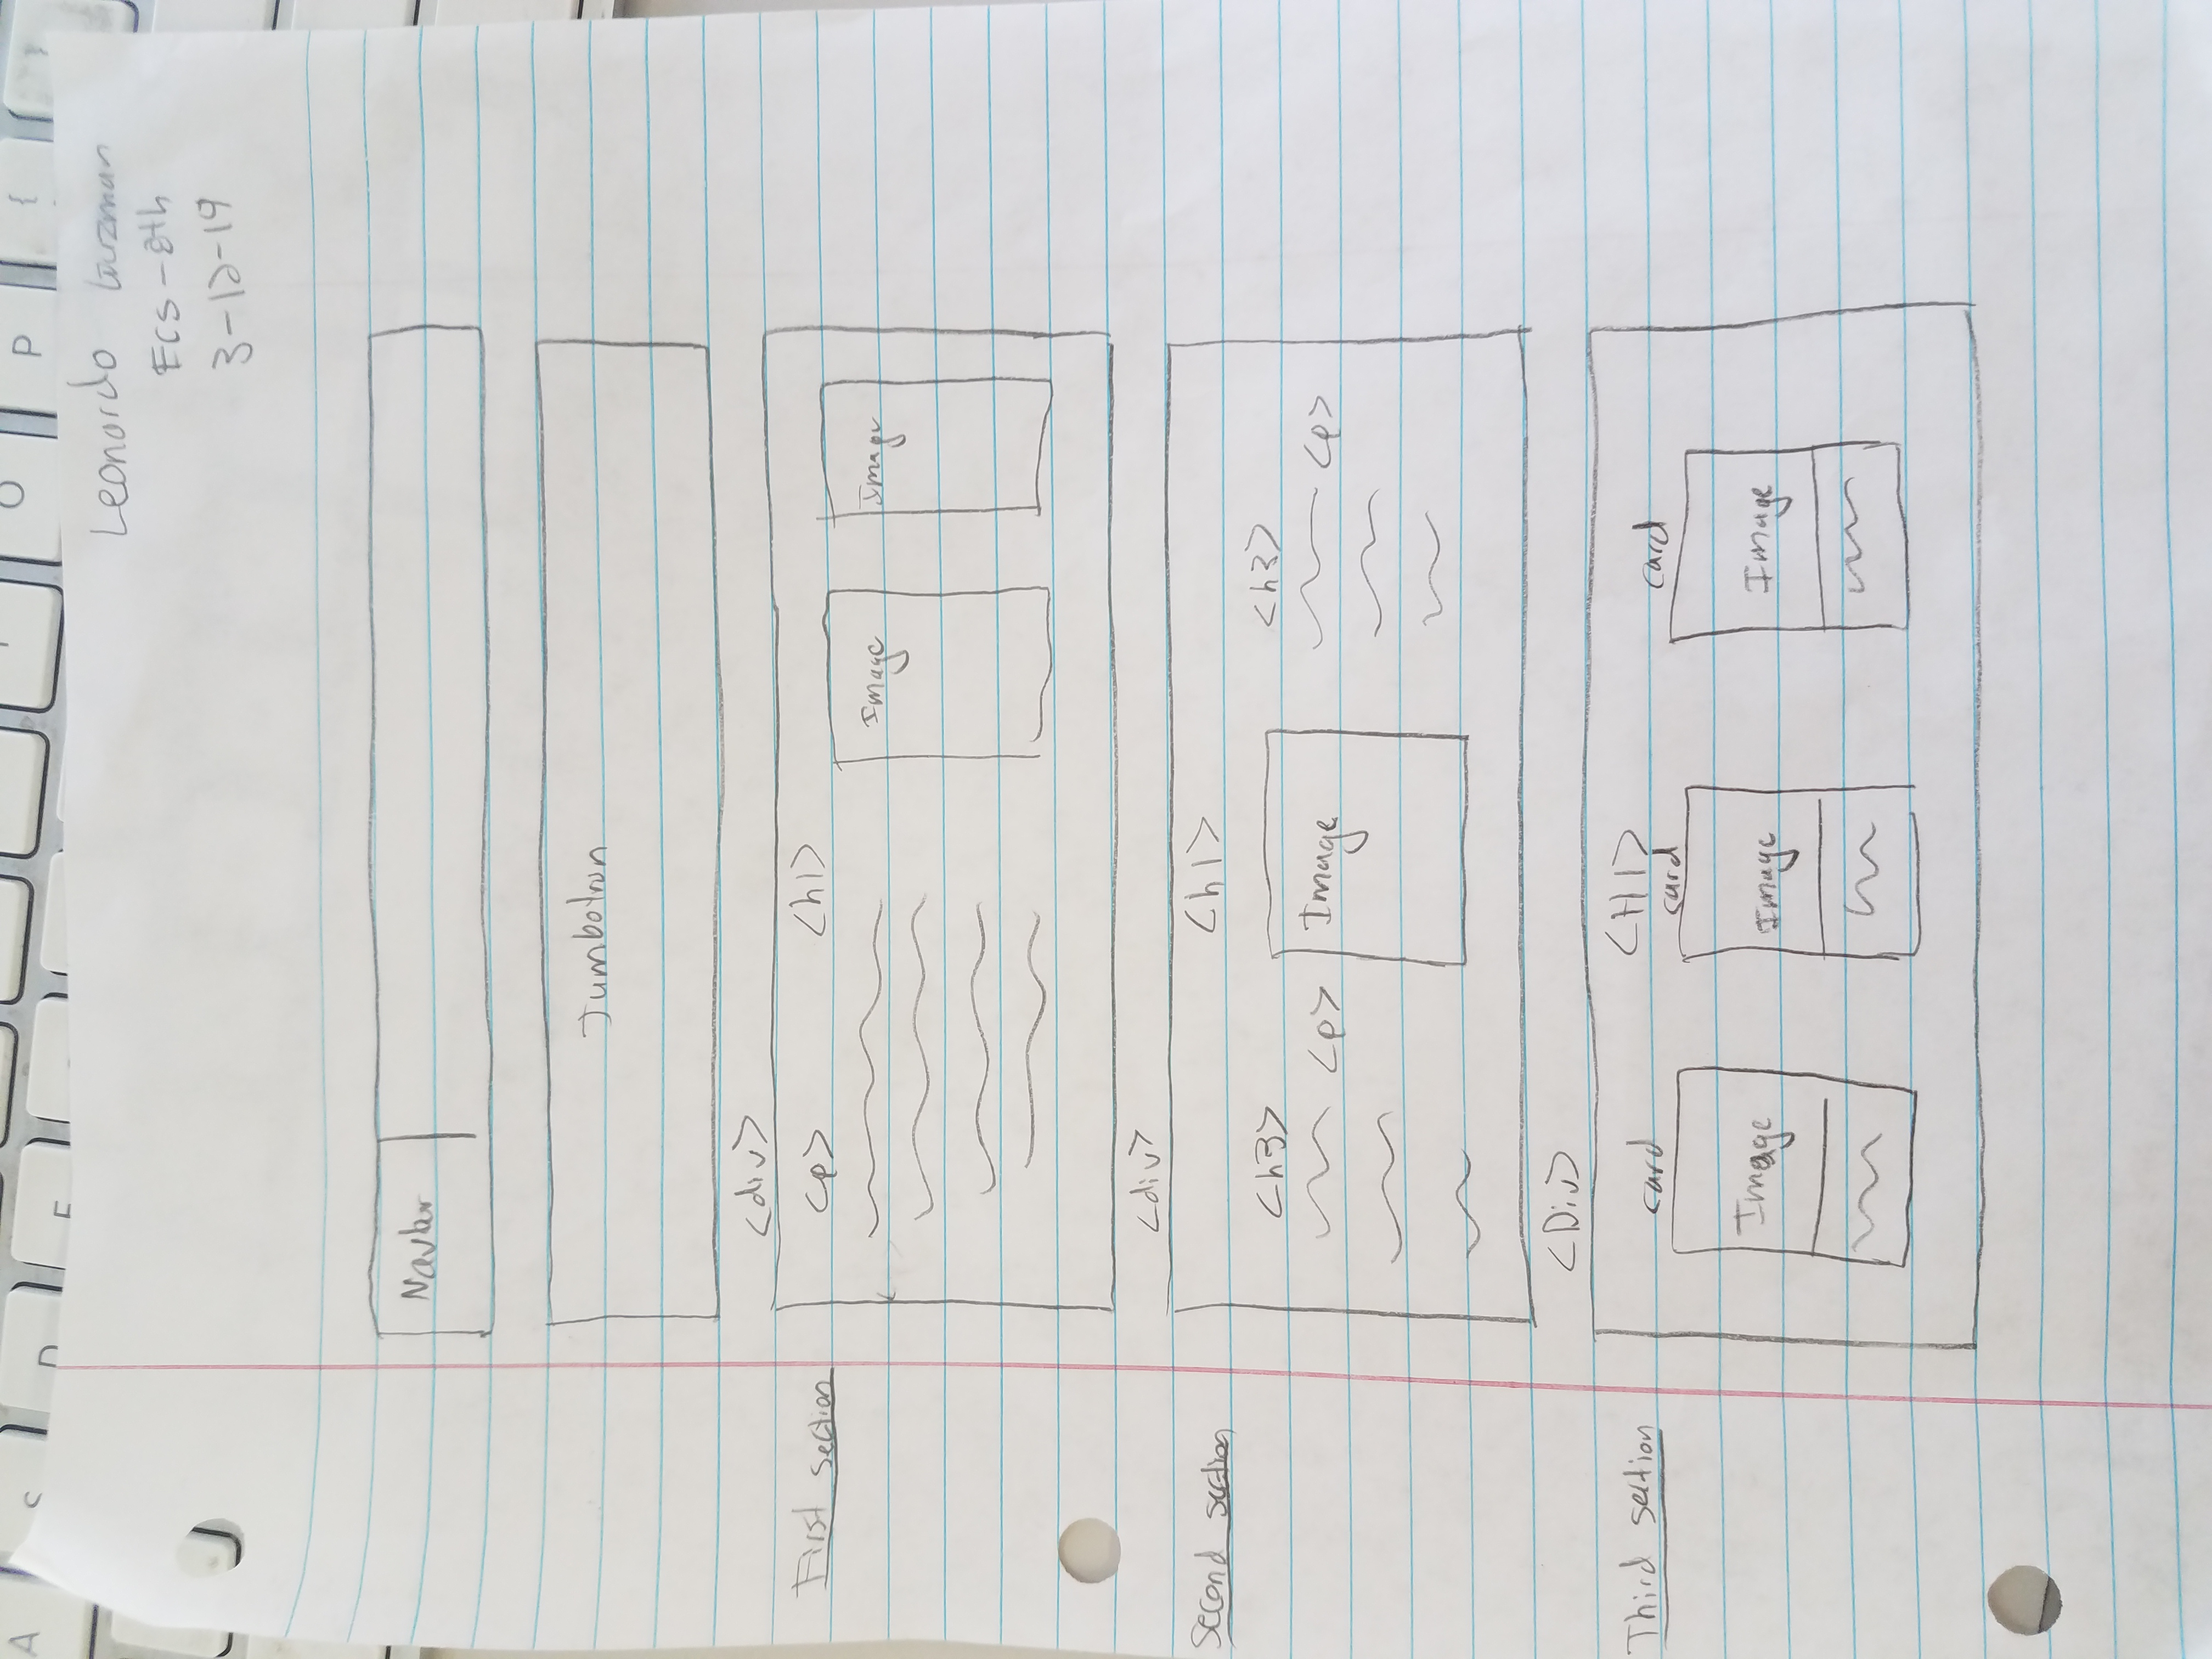 A S D F O P { }
Leonardo Guzman
ECS - 8th
3-12-19
Navbar
Jumbotron
<div>
First section
<p> <h1>
Image Image
<div>
Second section
<h1>
<h3> <h3>
<p> Image <p>
<Div>
Third section
<H1>
card card card
Image Image Image